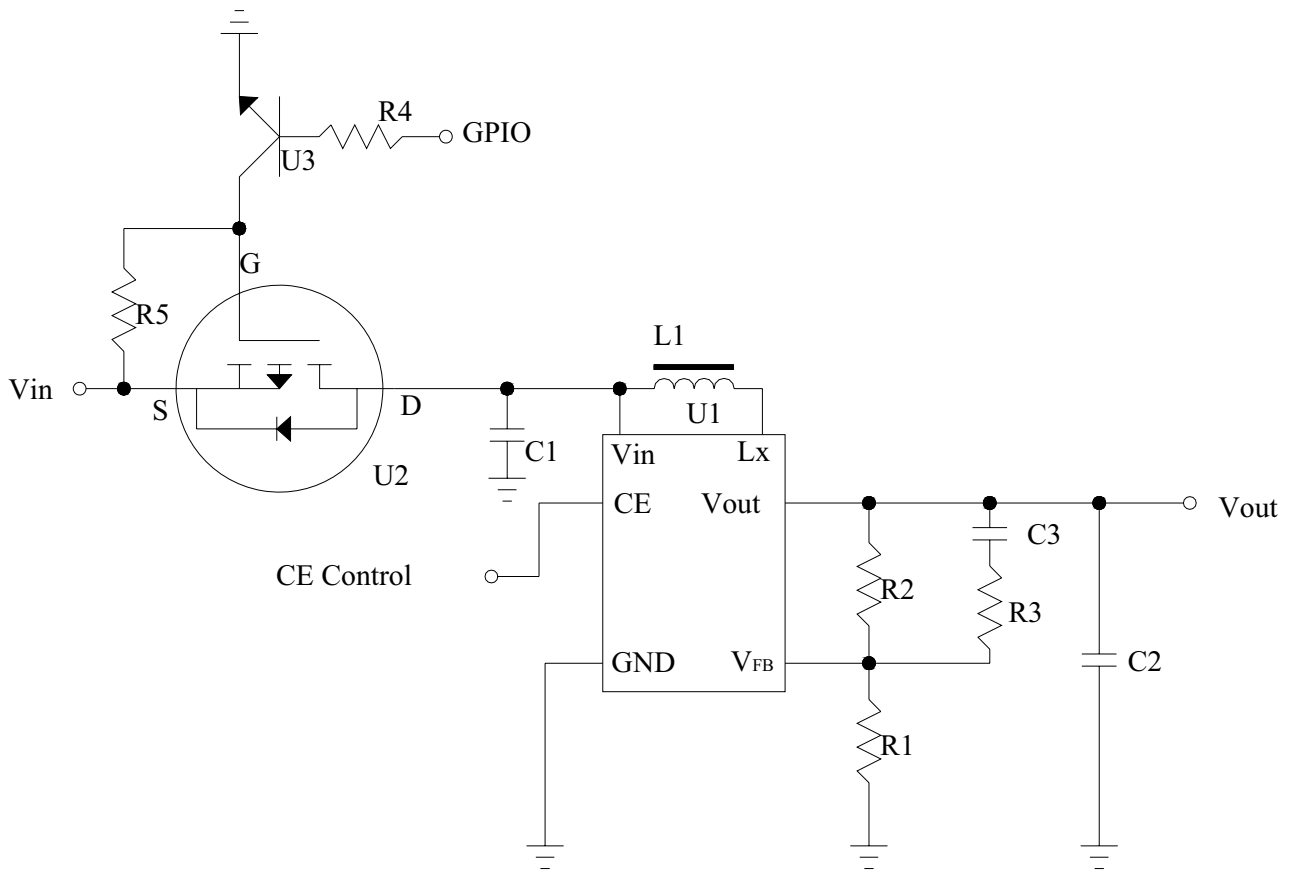 R4
GPIO
U3
G
R5
L1
Vin
S
D
U1
C1
Vin
Lx
U2
CE
Vout
Vout
C3
CE Control
R2
R3
GND
VFB
C2
R1